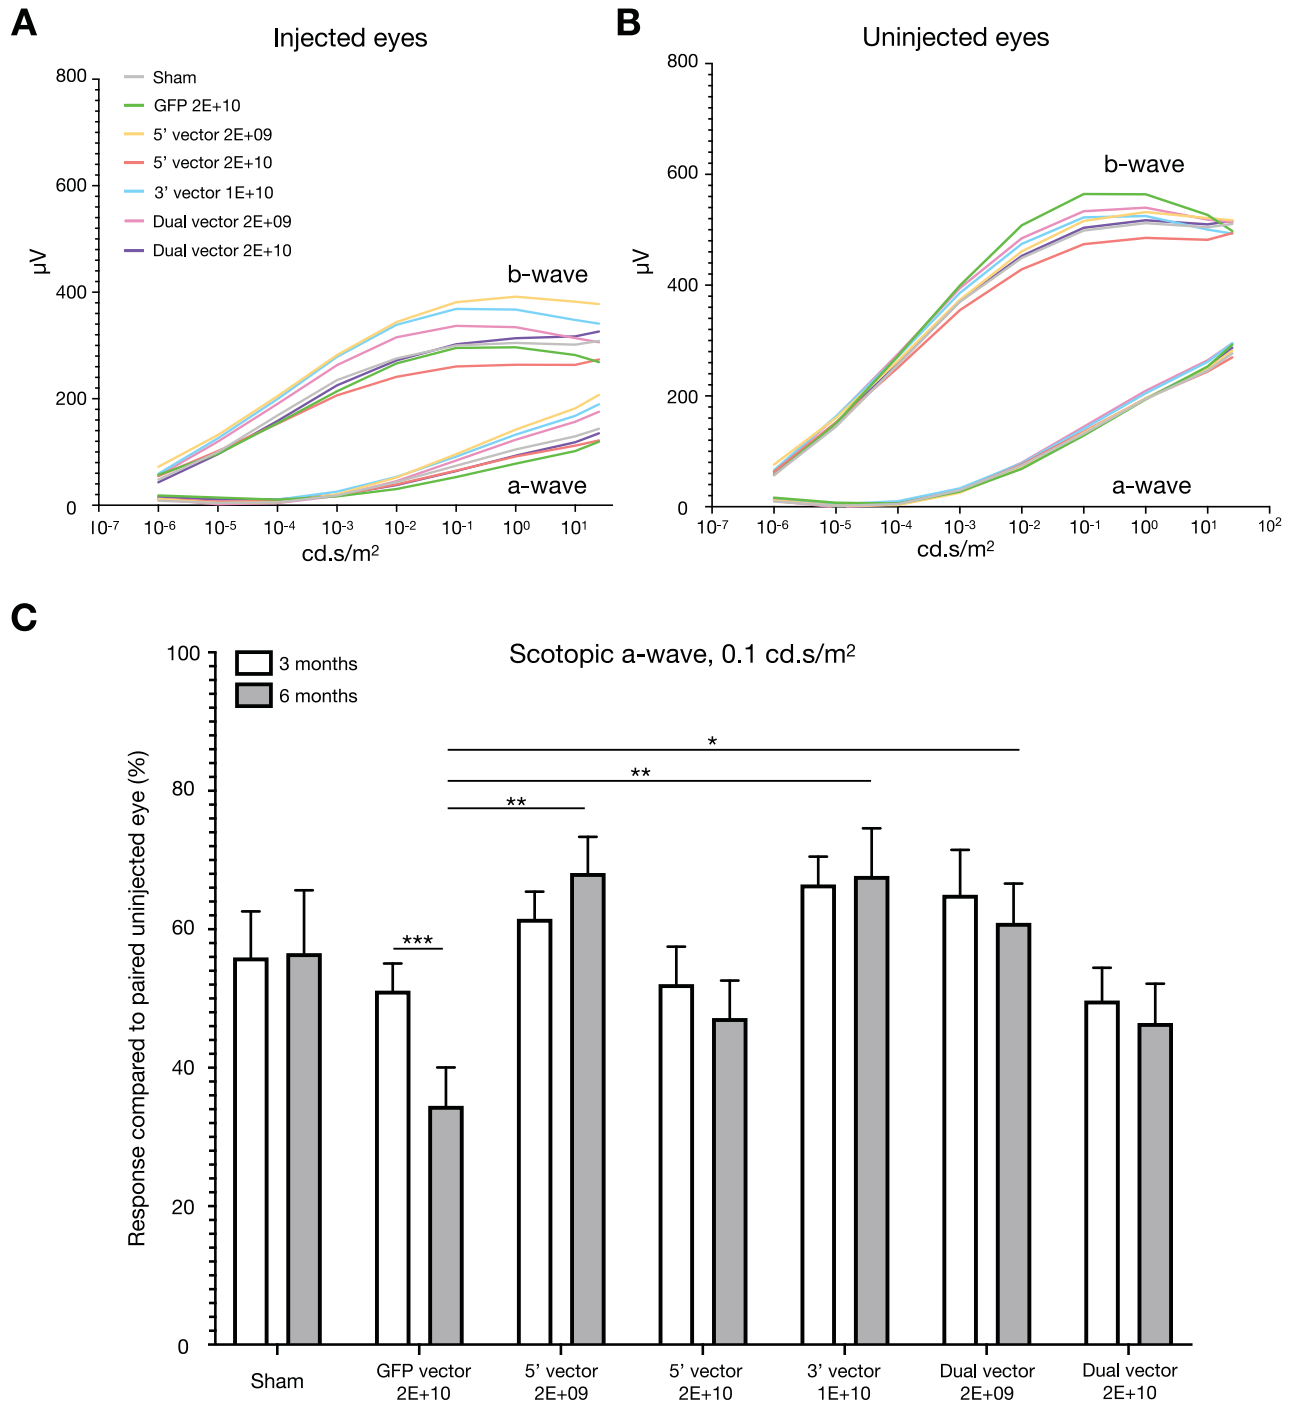 A
Injected eyes
800
600
400
200
0
µV
Sham
GFP 2E+10
5’ vector 2E+09
5’ vector 2E+10
3’ vector 1E+10
Dual vector 2E+09
Dual vector 2E+10
b-wave
a-wave
10-7 10-6 10-5 10-4 10-3 10-2 10-1 100 101
cd.s/m2
B
Uninjected eyes
800
600
400
200
0
µV
b-wave
a-wave
10-7 10-6 10-5 10-4 10-3 10-2 10-1 100 101 102
cd.s/m2
C
Scotopic a-wave, 0.1 cd.s/m2
3 months
6 months
100
80
60
40
20
0
Response compared to paired uninjected eye (%)
*
**
**
***
Sham
GFP vector
2E+10
5’ vector
2E+09
5’ vector
2E+10
3’ vector
1E+10
Dual vector
2E+09
Dual vector
2E+10